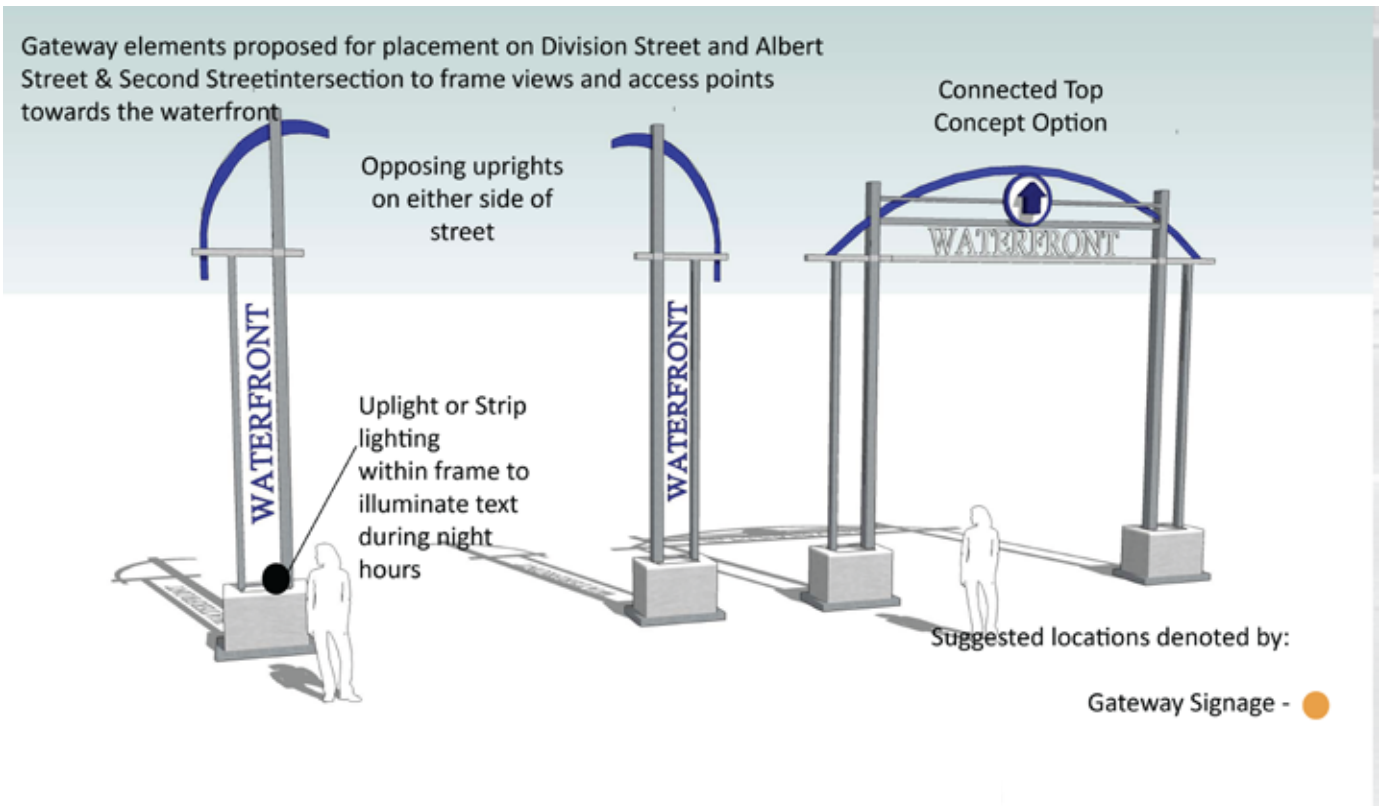 Gateway elements proposed for placement on Division Street and Albert
Street & Second Streetintersection to frame views and access points
towards the waterfront
Connected Top
Concept Option
Opposing uprights
on either side of
street
WATERFRONT
WATERFRONT
WATERFRONT
Uplight or Strip
lighting
within frame to
illuminate text
during night
hours
Suggested locations denoted by:
Gateway Signage -